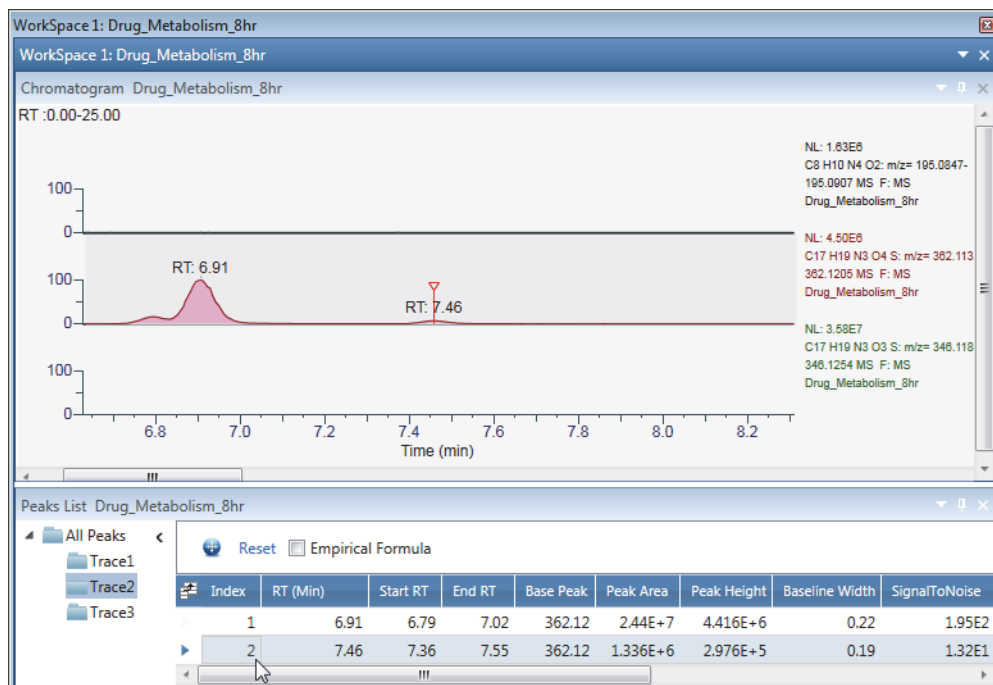 WorkSpace 1: Drug_Metabolism_8hr
WorkSpace 1: Drug_Metabolism_8hr
Chromatogram Drug_Metabolism_8hr
RT :0.00-25.00
NL: 1.63E6
C8 H10 N4 O2: m/z= 195.0847-
195.0907 MS F: MS
Drug_Metabolism_8hr
100
0
NL: 4.50E6
C17 H19 N3 O4 S: m/z= 362.113
362.1205 MS F: MS
Drug_Metabolism_8hr
RT: 6.91
100
RT: 7.46
0
NL: 3.58E7
C17 H19 N3 O3 S: m/z= 346.118
346.1254 MS F: MS
Drug_Metabolism_8hr
100
0
6.8 7.0 7.2 7.4 7.6 7.8 8.0 8.2
Time (min)
Peaks List Drug_Metabolism_8hr
All Peaks
Trace1
Trace2
Trace3
Reset Empirical Formula
Index RT (Min) Start RT End RT Base Peak Peak Area Peak Height Baseline Width SignalToNoise
1 6.91 6.79 7.02 362.12 2.44E+7 4.416E+6 0.22 1.95E2
2 7.46 7.36 7.55 362.12 1.336E+6 2.976E+5 0.19 1.32E1